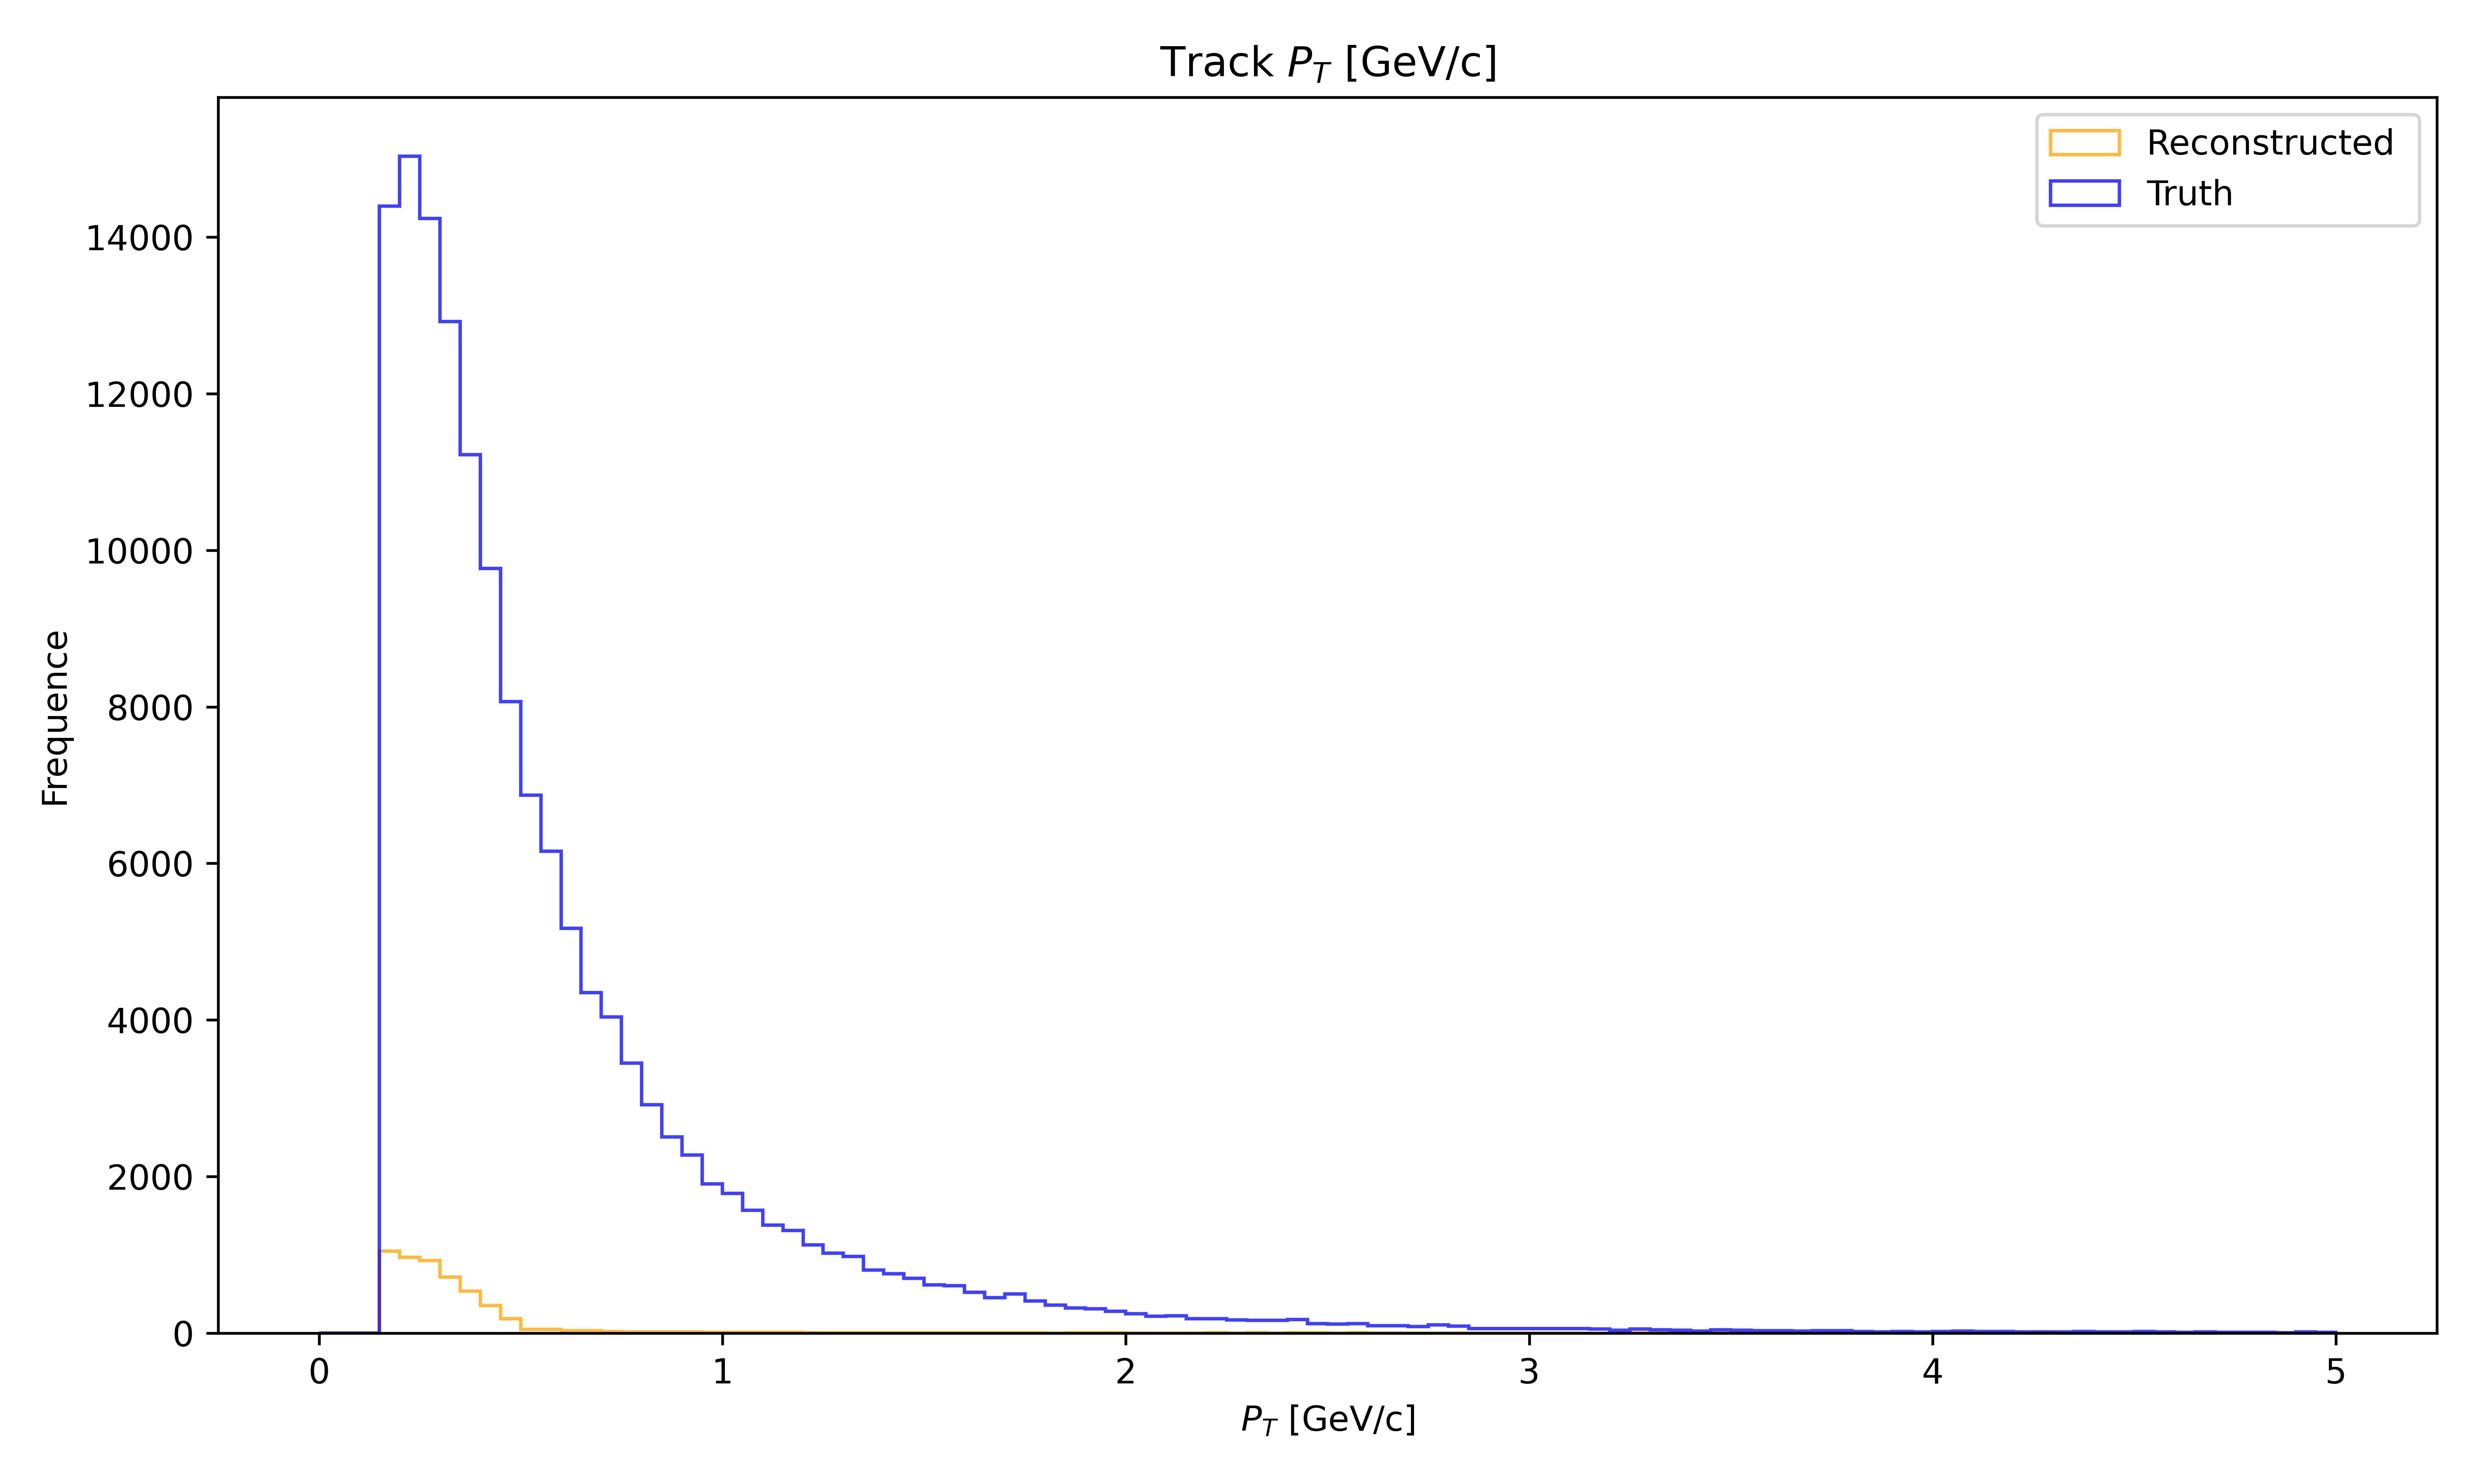 Track P_T [GeV/c]
Reconstructed
Truth
Frequence
14000
12000
10000
8000
6000
4000
2000
0
0 1 2 3 4 5
P_T [GeV/c]